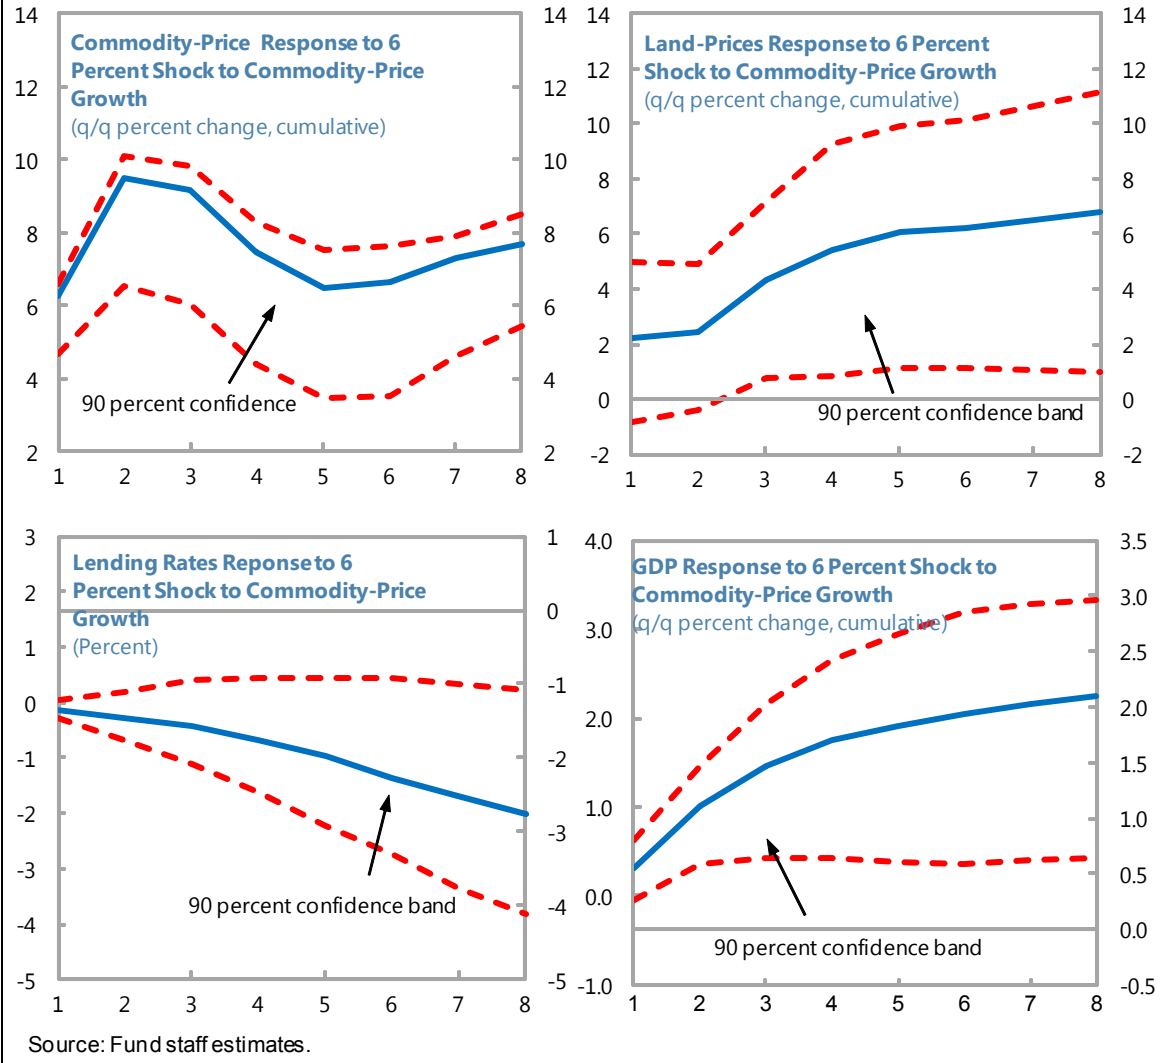 Commodity-Price Response to 6
Percent Shock to Commodity-Price
Growth
(q/q percent change, cumulative)
14
12
10
8
6
4
2
14
12
10
8
6
4
2
90 percent confidence
1 2 3 4 5 6 7 8
Land-Prices Response to 6 Percent
Shock to Commodity-Price Growth
(q/q percent change, cumulative)
14
12
10
8
6
4
2
0
-2
14
12
10
8
6
4
2
0
-2
90 percent confidence band
1 2 3 4 5 6 7 8
Lending Rates Reponse to 6
Percent Shock to Commodity-Price
Growth
(Percent)
3
2
1
0
-1
-2
-3
-4
-5
1
0
-1
-2
-3
-4
-5
90 percent confidence band
1 2 3 4 5 6 7 8
GDP Response to 6 Percent Shock to
Commodity-Price Growth
(q/q percent change, cumulative)
4.0
3.0
2.0
1.0
0.0
-1.0
3.5
3.0
2.5
2.0
1.5
1.0
0.5
0.0
-0.5
90 percent confidence band
1 2 3 4 5 6 7 8
Source: Fund staff estimates.